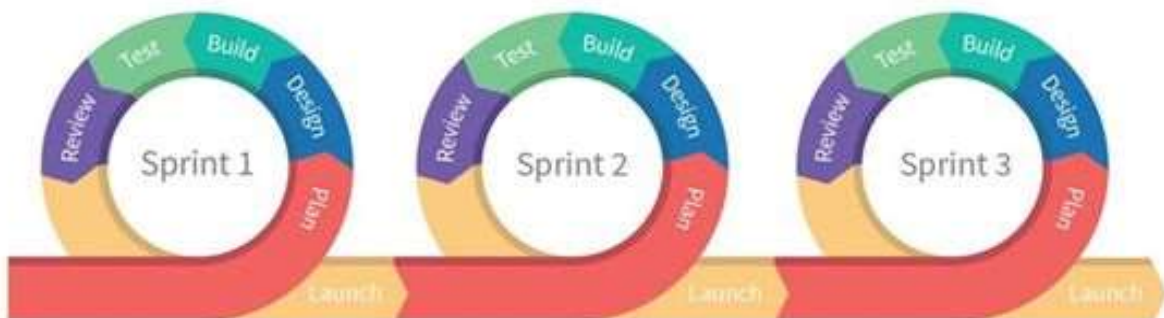 Test
Build
Design
Review
Sprint 1
Plan
Launch
Test
Build
Design
Review
Sprint 2
Plan
Launch
Test
Build
Design
Review
Sprint 3
Plan
Launch